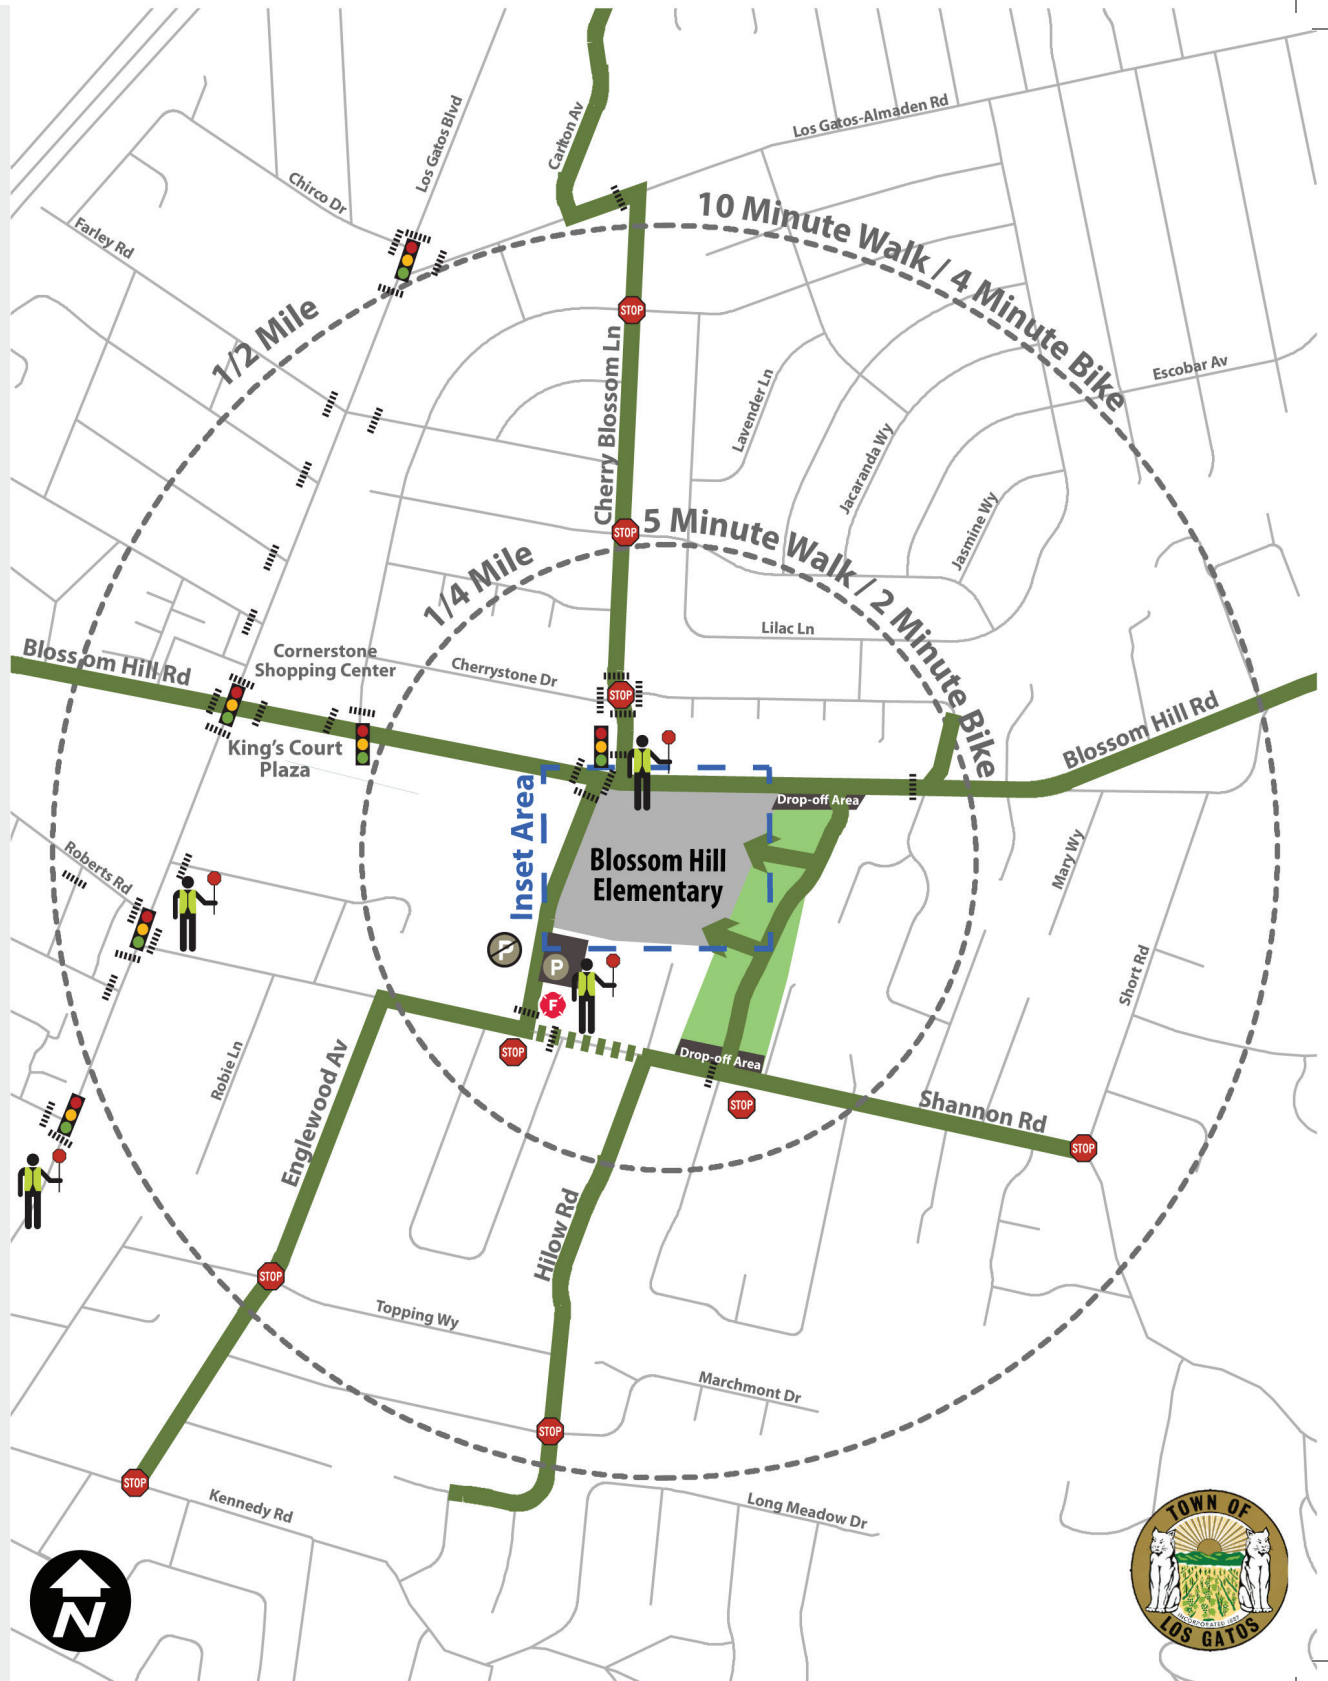 Los Gatos-Almaden Rd
Carlton Av
Los Gatos Blvd
Chirco Dr
Farley Rd
10 Minute Walk / 4 Minute Bike
1/2 Mile
STOP
Escobar Av
Cherry Blossom Ln
Lavender Ln
Jacaranda Wy
Jasmine Wy
STOP
5 Minute Walk / 2 Minute Bike
1/4 Mile
Lilac Ln
Blossom Hill Rd
Cornerstone
Shopping Center
Cherrystone Dr
STOP
Blossom Hill Rd
King's Court
Plaza
Inset Area
Drop-off Area
Blossom Hill
Elementary
Mary Wy
Roberts Rd
P
P
F
Short Rd
STOP
Drop-off Area
Robie Ln
Englewood Av
STOP
Shannon Rd
STOP
Hilow Rd
STOP
Topping Wy
Marchmont Dr
STOP
STOP
Kennedy Rd
Long Meadow Dr
N
TOWN OF
INCORPORATED 1887
LOS GATOS